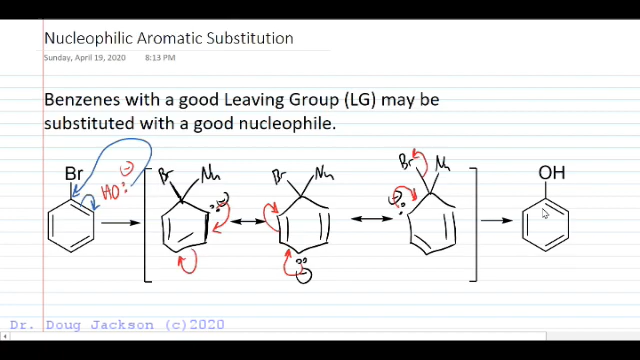 Nucleophilic Aromatic Substitution
Sunday, April 19, 2020 8:13 PM
Benzenes with a good Leaving Group (LG) may be
substituted with a good nucleophile.
Br HO: Br Nu Br Nu Br Nu OH
Dr. Doug Jackson (c)2020